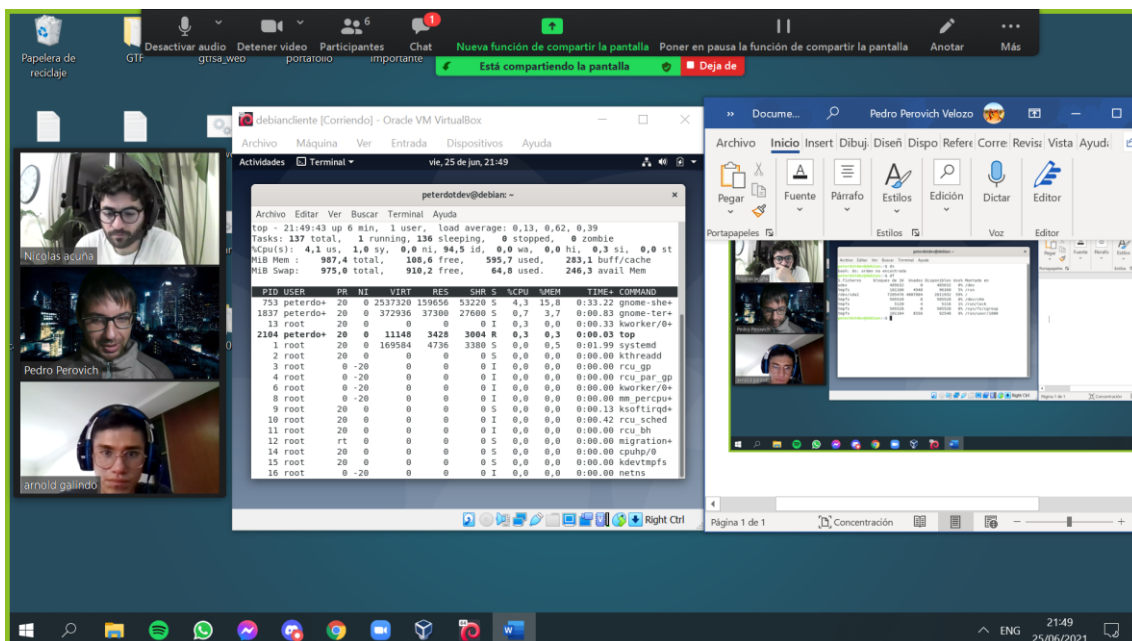 6
1
Desactivar audio
Detener video
Participantes
Chat
Nueva función de compartir la pantalla
Poner en pausa la función de compartir la pantalla
Anotar
Más
Está compartiendo la pantalla
Deja de
Papelera de
reciclaje
GTF
gtfsa_web
portafolio
importante
Nicolas acuna
Pedro Perovich
arnold galindo
debiancliente [Corriendo] - Oracle VM VirtualBox
Archivo Máquina Ver Entrada Dispositivos Ayuda
Actividades Terminal vie, 25 de jun, 21:49
peterdotdev@debian: ~
Archivo Editar Ver Buscar Terminal Ayuda
top - 21:49:43 up 6 min, 1 user, load average: 0,13, 0,62, 0,39
Tasks: 137 total, 1 running, 136 sleeping, 0 stopped, 0 zombie
%Cpu(s): 4,1 us, 1,0 sy, 0,0 ni, 94,5 id, 0,0 wa, 0,0 hi, 0,3 si, 0,0 st
MiB Mem : 987,4 total, 108,6 free, 595,7 used, 283,1 buff/cache
MiB Swap: 975,0 total, 910,2 free, 64,8 used. 246,3 avail Mem
PID USER PR NI VIRT RES SHR S %CPU %MEM TIME+ COMMAND
753 peterdo+ 20 0 2537320 159656 53220 S 4,3 15,8 0:33.22 gnome-she+
1837 peterdo+ 20 0 372936 37300 27600 S 0,7 3,7 0:00.83 gnome-ter+
13 root 20 0 0 0 0 I 0,3 0,0 0:00.33 kworker/0+
2104 peterdo+ 20 0 11148 3428 3004 R 0,3 0,3 0:00.03 top
1 root 20 0 169584 4736 3380 S 0,0 0,5 0:01.99 systemd
2 root 20 0 0 0 0 S 0,0 0,0 0:00.00 kthreadd
3 root 0 -20 0 0 0 I 0,0 0,0 0:00.00 rcu_gp
4 root 0 -20 0 0 0 I 0,0 0,0 0:00.00 rcu_par_gp
6 root 0 -20 0 0 0 I 0,0 0,0 0:00.00 kworker/0+
8 root 0 -20 0 0 0 I 0,0 0,0 0:00.00 mm_percpu+
9 root 20 0 0 0 0 S 0,0 0,0 0:00.13 ksoftirqd+
10 root 20 0 0 0 0 I 0,0 0,0 0:00.42 rcu_sched
11 root 20 0 0 0 0 I 0,0 0,0 0:00.00 rcu_bh
12 root rt 0 0 0 0 S 0,0 0,0 0:00.00 migration+
14 root 20 0 0 0 0 S 0,0 0,0 0:00.00 cpuhp/0
15 root 20 0 0 0 0 S 0,0 0,0 0:00.00 kdevtmpfs
16 root 0 -20 0 0 0 I 0,0 0,0 0:00.00 netns
Right Ctrl
Docume... Pedro Perovich Velozo
Archivo Inicio Insert Dibuj Diseñ Dispo Refere Corre Revisa Vista Ayuda
Pegar Fuente Párrafo Estilos Edición Dictar Editor
Portapapeles Estilos Voz Editor
Pedro Perovich
Página 1 de 1 Concentración
ENG
21:49
25/06/2021